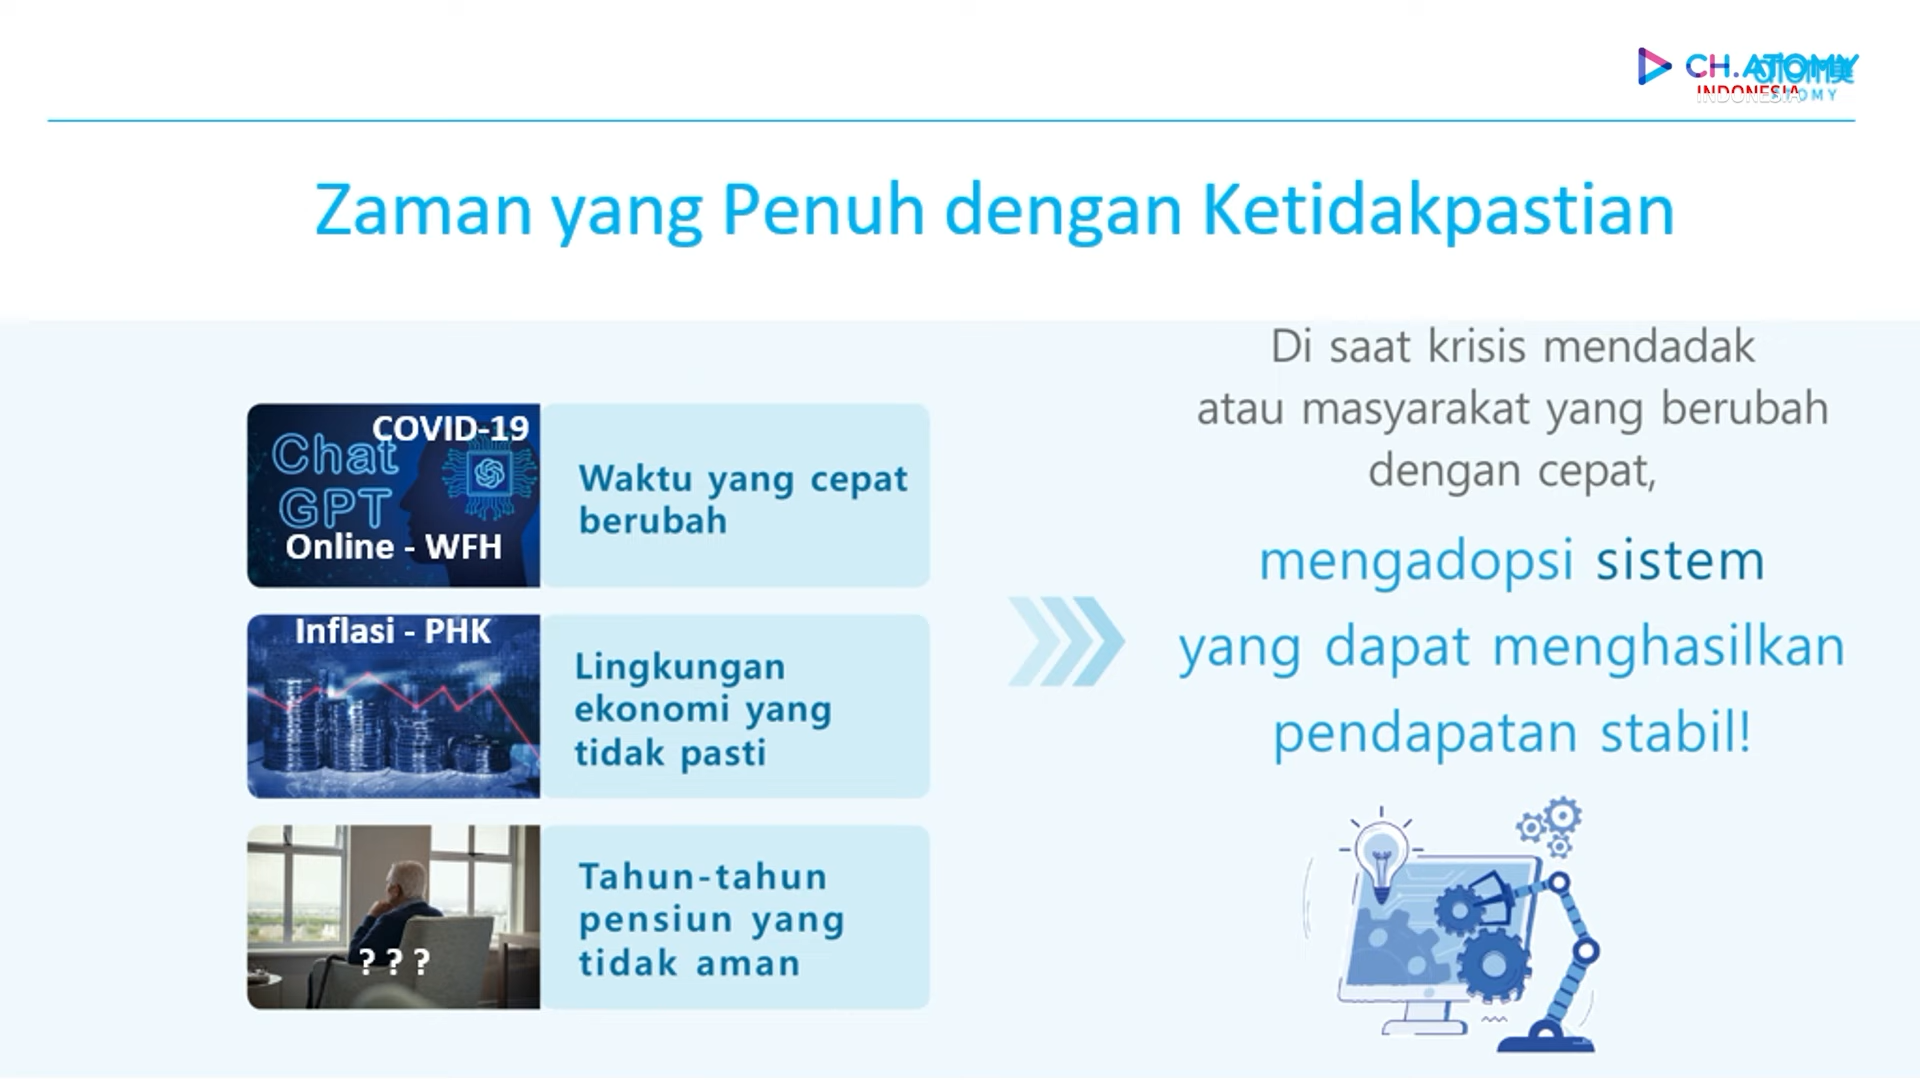 CH. ATOMY
INDONESIA
ATOMY
Zaman yang Penuh dengan Ketidakpastian
COVID-19
Chat
GPT
Online - WFH
Waktu yang cepat
berubah
Inflasi - PHK
Lingkungan
ekonomi yang
tidak pasti
? ? ?
Tahun-tahun
pensiun yang
tidak aman
Di saat krisis mendadak
atau masyarakat yang berubah
dengan cepat,
mengadopsi sistem
yang dapat menghasilkan
pendapatan stabil!